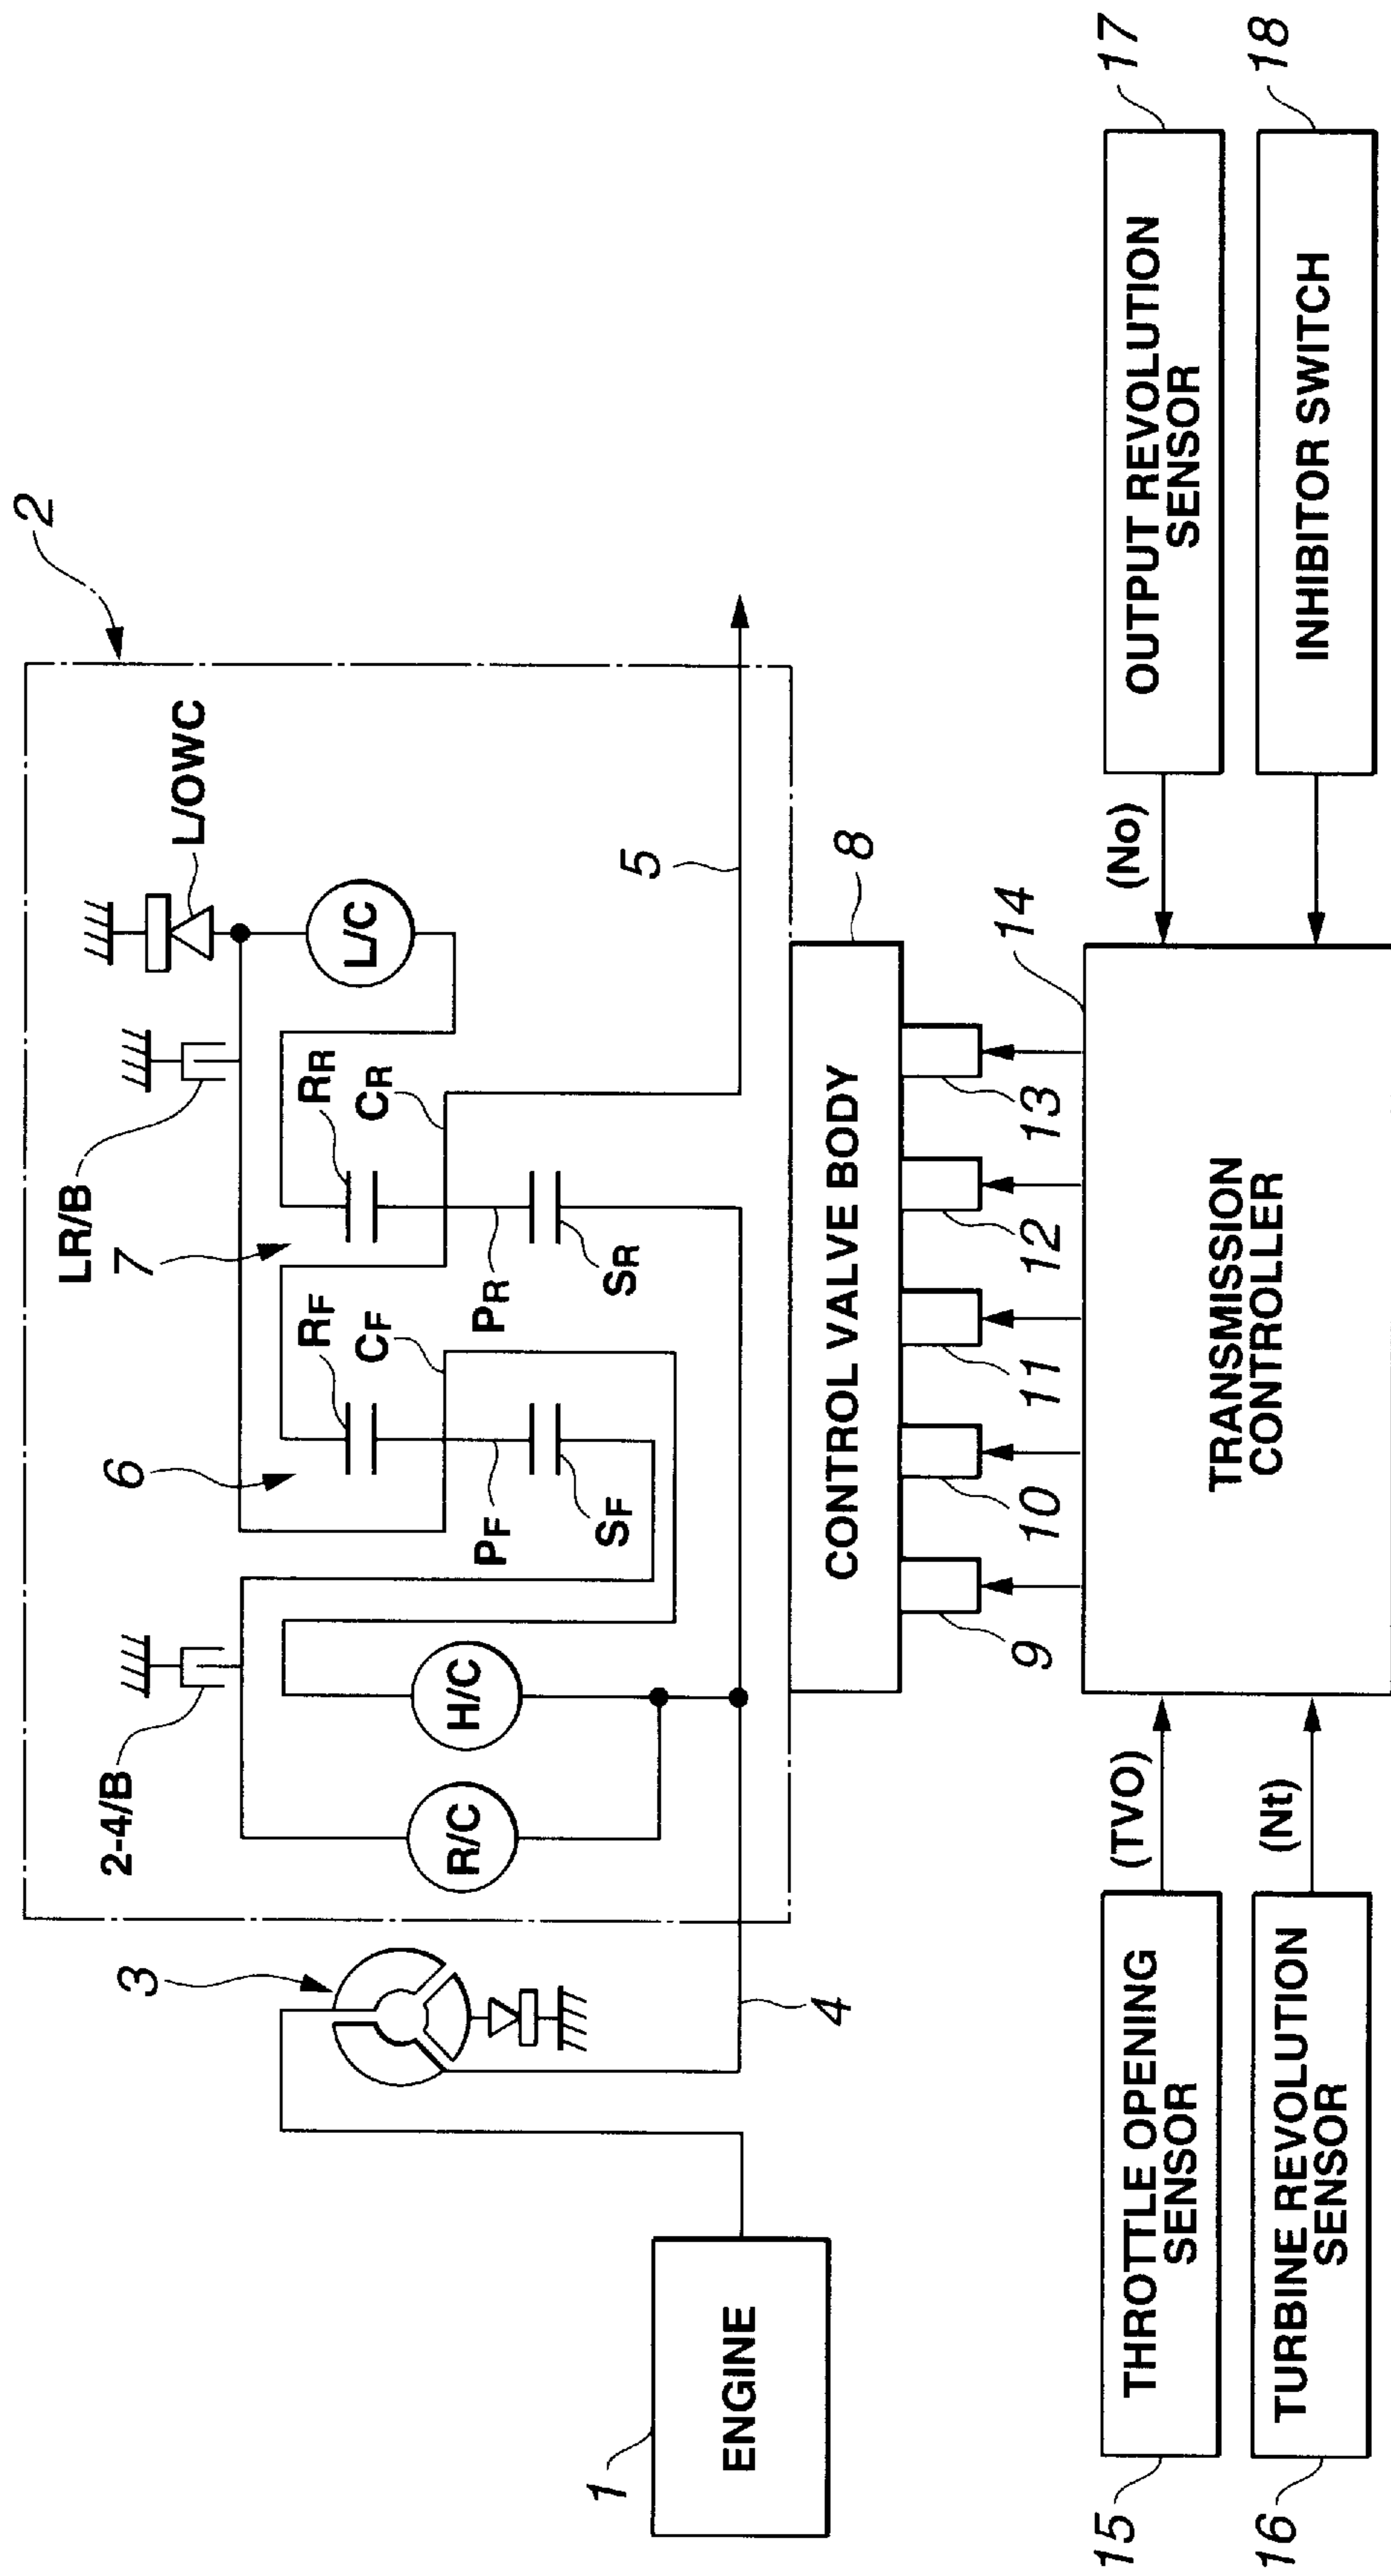 2
L/OWC
LR/B
7
RR
CR
L/C
5
2-4/B
6
RF
CF
PR
SR
PF
SF
3
R/C
H/C
4
1
ENGINE
8
CONTROL VALVE BODY
9
10
11
12
13
14
TRANSMISSION
CONTROLLER
15
THROTTLE OPENING
SENSOR
(TVO)
16
TURBINE REVOLUTION
SENSOR
(Nt)
17
OUTPUT REVOLUTION
SENSOR
(No)
18
INHIBITOR SWITCH